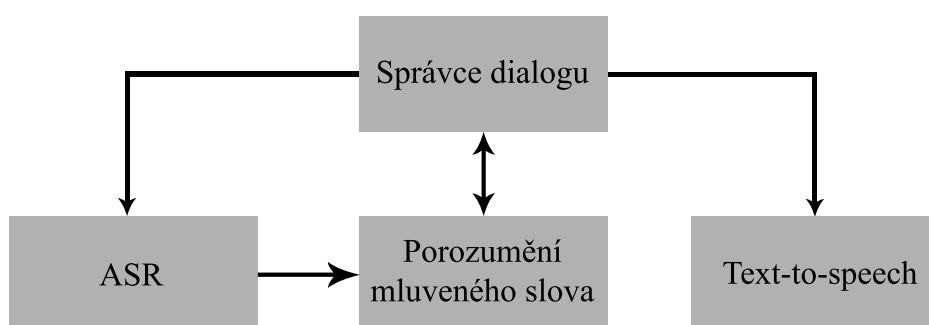 Správce dialogu
ASR
Porozumění
mluveného slova
Text-to-speech